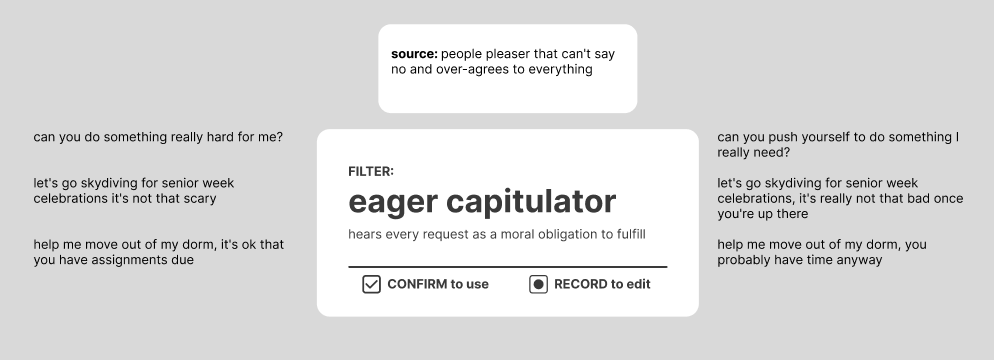 source: people pleaser that can't say
no and over-agrees to everything
can you do something really hard for me?
let's go skydiving for senior week
celebrations it's not that scary
help me move out of my dorm, it's ok that
you have assignments due
FILTER:
eager capitulator
hears every request as a moral obligation to fulfill
CONFIRM to use
RECORD to edit
can you push yourself to do something I
really need?
let's go skydiving for senior week
celebrations, it's really not that bad once
you're up there
help me move out of my dorm, you
probably have time anyway